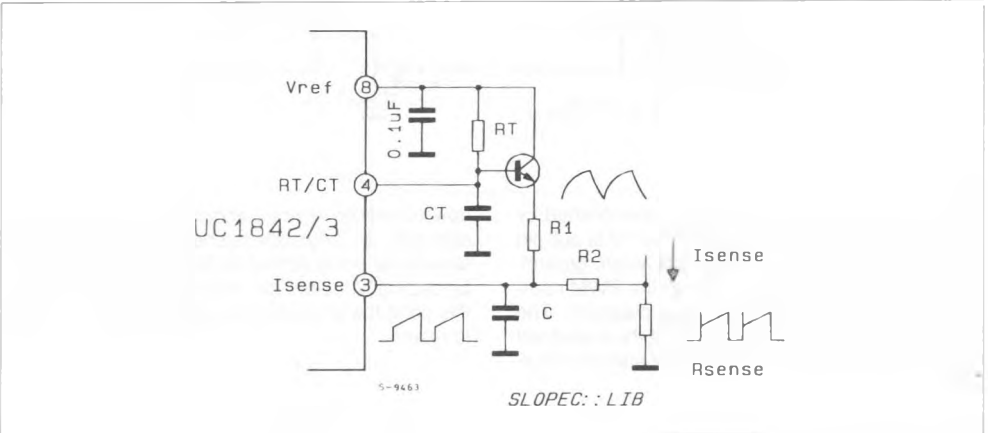 Vref
8
0.1uF
RT
RT/CT
4
CT
UC1842/3
R1
R2
Isense
Isense
3
C
Rsense
S-9463
SLOPEC::LIB